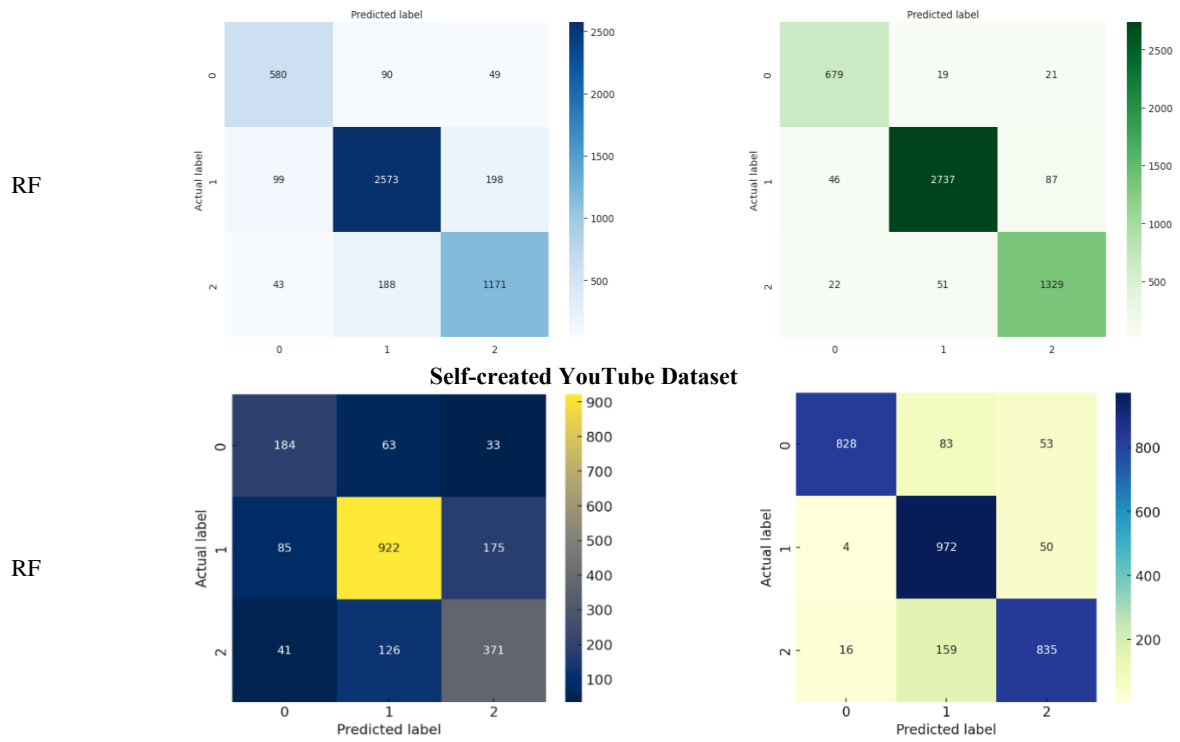 Predicted label
Predicted label
0 580 90 49 2500
2000
1 99 2573 198 1500
1000
2 43 188 1171 500
0 1 2
Actual label
0 679 19 21 2500
2000
1 46 2737 87 1500
1000
2 22 51 1329 500
0 1 2
Actual label
RF
Self-created YouTube Dataset
0 184 63 33 900
800
700
600
1 85 922 175 500
400
300
2 41 126 371 200
100
0 1 2
Predicted label
Actual label
0 828 83 53 800
600
1 4 972 50 400
2 16 159 835 200
0 1 2
Predicted label
Actual label
RF